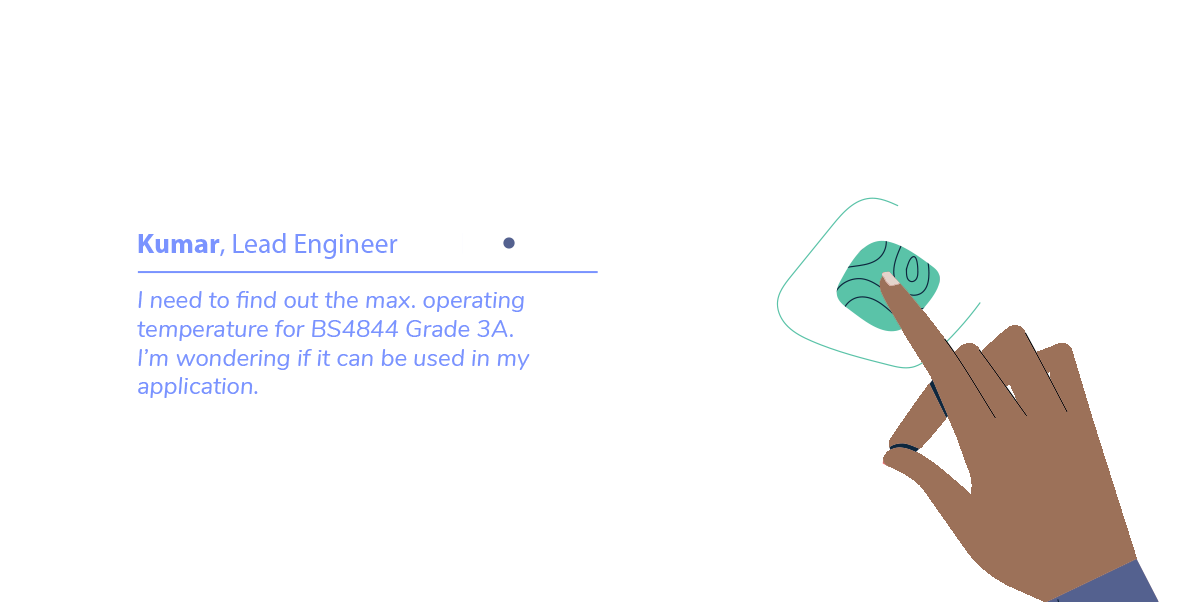 Kumar, Lead Engineer
I need to find out the max. operating
temperature for BS4844 Grade 3A.
I’m wondering if it can be used in my
application.